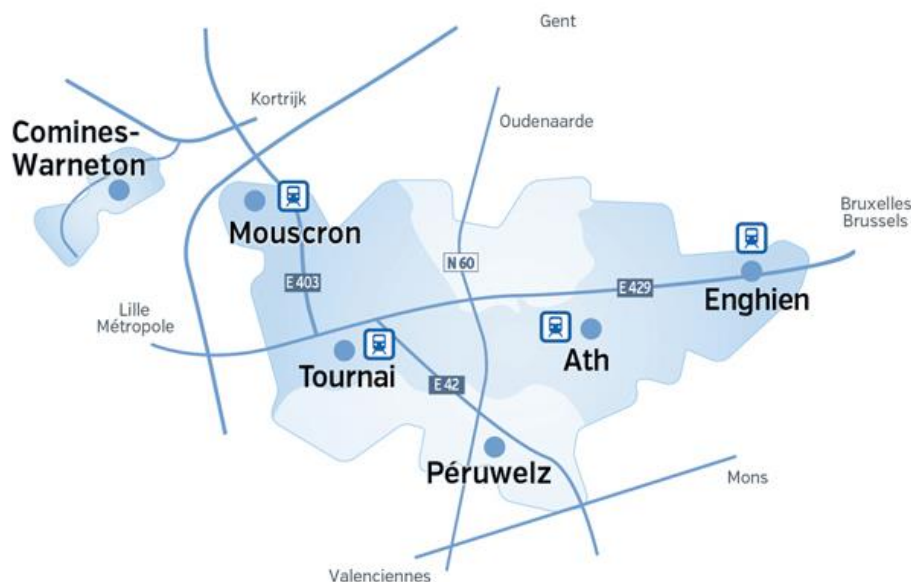 Gent
Kortrijk
Oudenaarde
Comines-
Warneton
Bruxelles
Brussels
Mouscron
N 60
E 403
E 429
Enghien
Lille
Métropole
Ath
Tournai
E 42
Péruwelz
Mons
Valenciennes